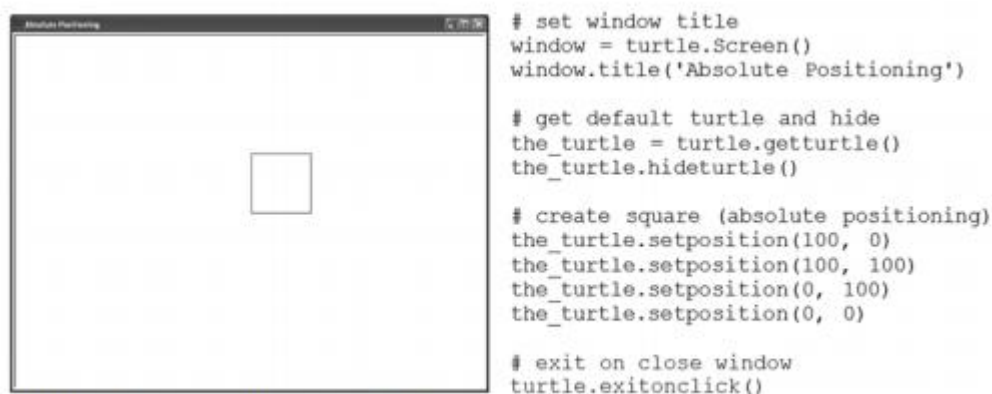 Absolute Positioning
# set window title
window = turtle.Screen()
window.title('Absolute Positioning')
# get default turtle and hide
the_turtle = turtle.getturtle()
the_turtle.hideturtle()
# create square (absolute positioning)
the_turtle.setposition(100, 0)
the_turtle.setposition(100, 100)
the_turtle.setposition(0, 100)
the_turtle.setposition(0, 0)
# exit on close window
turtle.exitonclick()